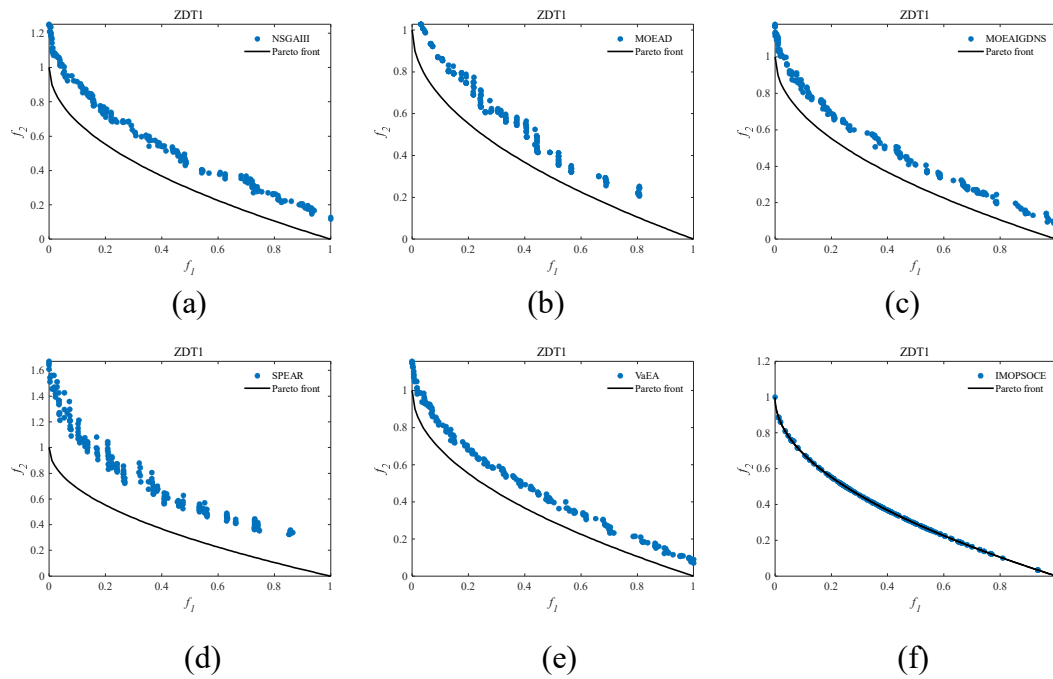 ZDT1
NSGAIII
Pareto front
1.2
1
0.8
0.6
0.4
0.2
0
f2
0 0.2 0.4 0.6 0.8 1
f1
(a)
ZDT1
MOEAD
Pareto front
1
0.8
0.6
0.4
0.2
0
f2
0 0.2 0.4 0.6 0.8 1
f1
(b)
ZDT1
MOEAIGDNS
Pareto front
1
0.8
0.6
0.4
0.2
0
f2
0 0.2 0.4 0.6 0.8
f1
(c)
ZDT1
SPEAR
Pareto front
1.6
1.4
1.2
1
0.8
0.6
0.4
0.2
0
f2
0 0.2 0.4 0.6 0.8 1
f1
(d)
ZDT1
VaEA
Pareto front
1
0.8
0.6
0.4
0.2
0
f2
0 0.2 0.4 0.6 0.8 1
f1
(e)
ZDT1
IMOPSOCE
Pareto front
1.2
1
0.8
0.6
0.4
0.2
0
f2
0 0.2 0.4 0.6 0.8
f1
(f)